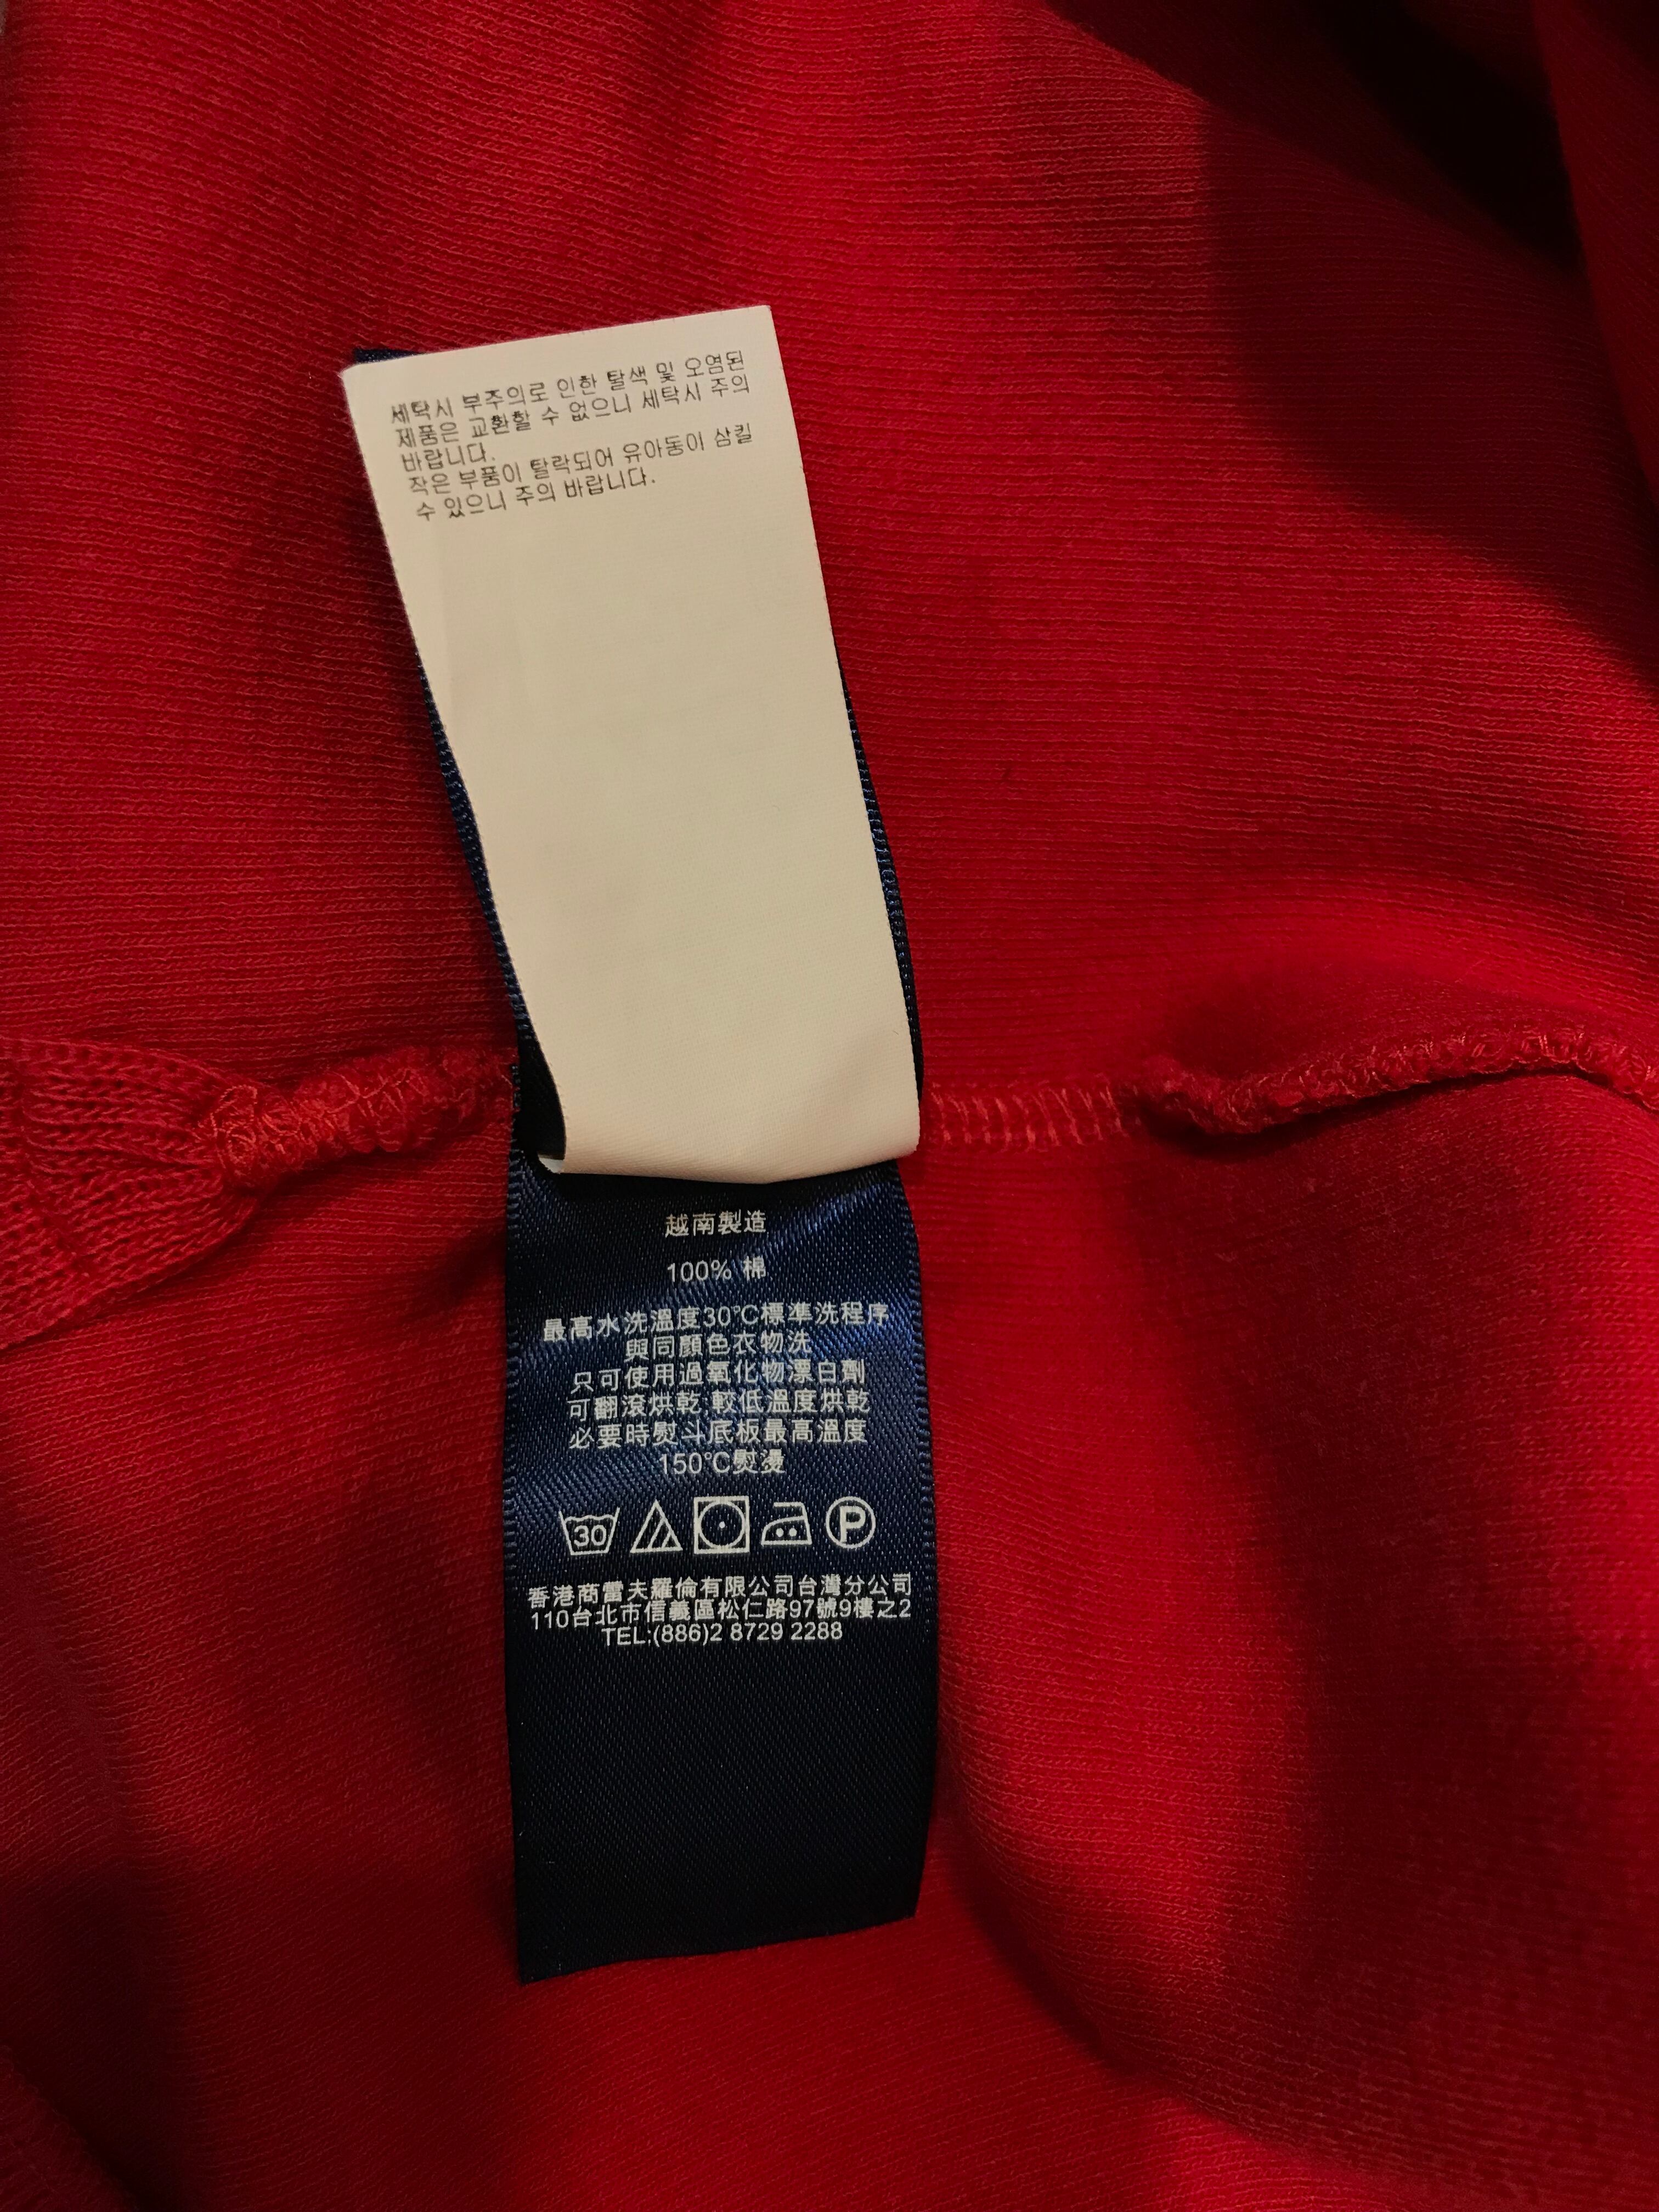 세탁시 부주의로 인한 탈색 및 오염된
제품은 교환할 수 없으니 세탁시 주의
바랍니다.
작은 부품이 탈락되어 유아동이 삼킬
수 있으니 주의 바랍니다.
越南製造
100% 棉
最高水洗溫度30℃標準洗程序
與同顏色衣物洗
只可使用過氧化物漂白劑
可翻滾烘乾 較低溫度烘乾
必要時熨斗底板最高溫度
150℃熨燙
30 P
香港商雷夫羅倫有限公司台灣分公司
110台北市信義區松仁路97號9樓之2
TEL:(886)2 8729 2288